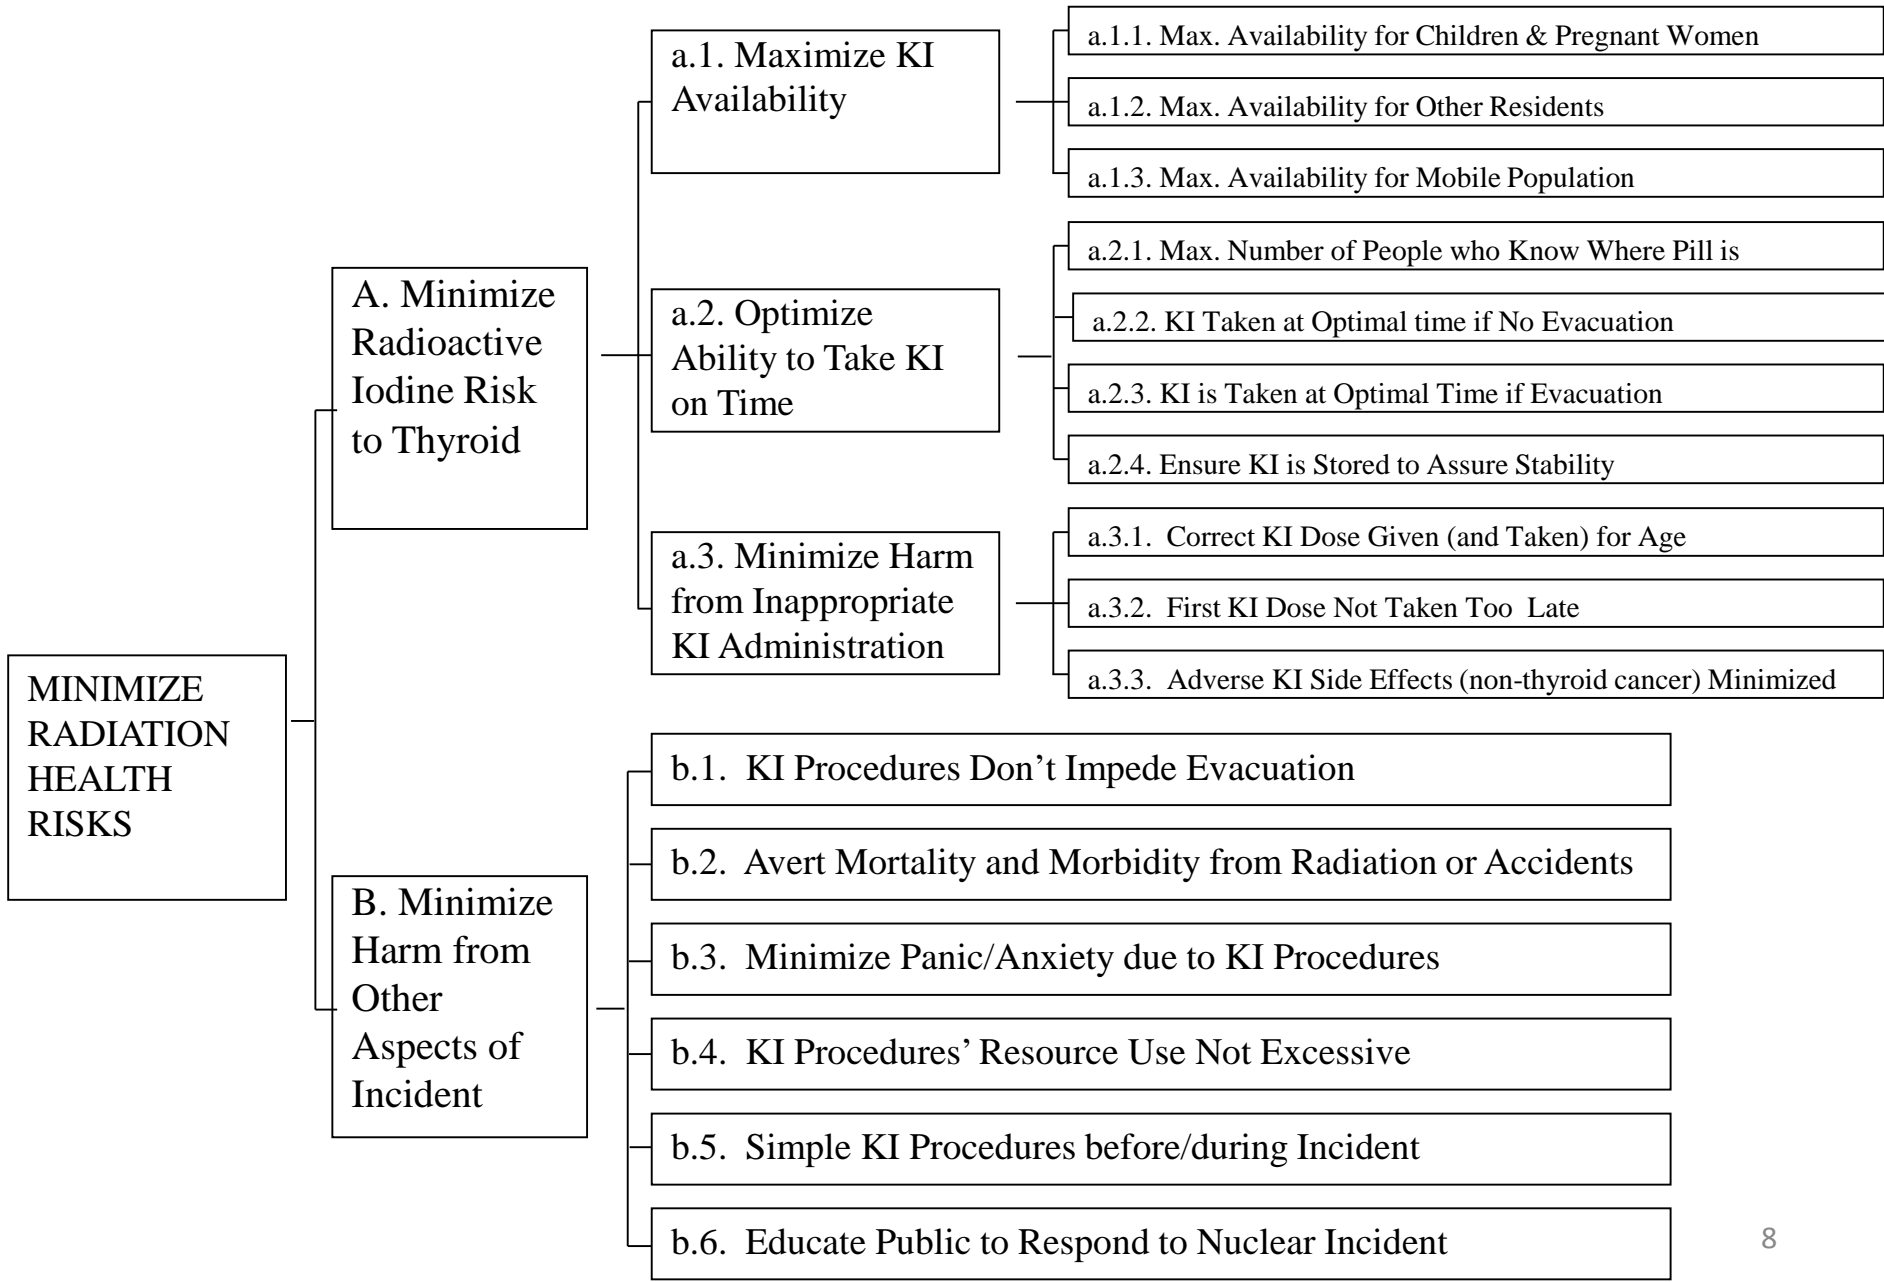 MINIMIZE
RADIATION
HEALTH
RISKS
A. Minimize
Radioactive
Iodine Risk
to Thyroid
a.1. Maximize KI
Availability
a.1.1. Max. Availability for Children & Pregnant Women
a.1.2. Max. Availability for Other Residents
a.1.3. Max. Availability for Mobile Population
a.2. Optimize
Ability to Take KI
on Time
a.2.1. Max. Number of People who Know Where Pill is
a.2.2. KI Taken at Optimal time if No Evacuation
a.2.3. KI is Taken at Optimal Time if Evacuation
a.2.4. Ensure KI is Stored to Assure Stability
a.3. Minimize Harm
from Inappropriate
KI Administration
a.3.1. Correct KI Dose Given (and Taken) for Age
a.3.2. First KI Dose Not Taken Too Late
a.3.3. Adverse KI Side Effects (non-thyroid cancer) Minimized
B. Minimize
Harm from
Other
Aspects of
Incident
b.1. KI Procedures Don’t Impede Evacuation
b.2. Avert Mortality and Morbidity from Radiation or Accidents
b.3. Minimize Panic/Anxiety due to KI Procedures
b.4. KI Procedures’ Resource Use Not Excessive
b.5. Simple KI Procedures before/during Incident
b.6. Educate Public to Respond to Nuclear Incident
8